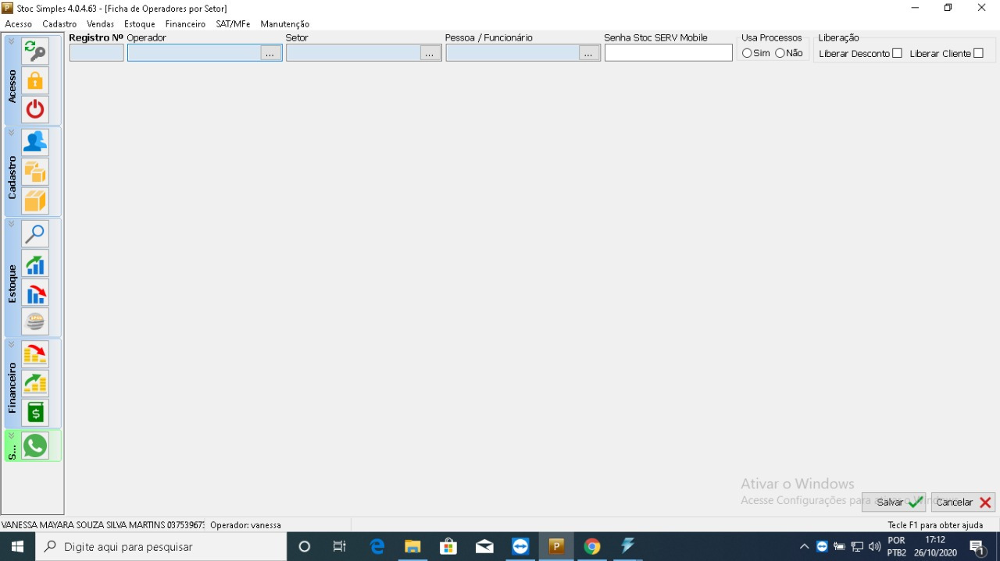 Stoc Simples 4.0.4.63 - [Ficha de Operadores por Setor]
Acesso Cadastro Vendas Estoque Financeiro SAT/MFe Manutenção
Registro Nº Operador Setor Pessoa / Funcionário Senha Stoc SERV Mobile Usa Processos Liberação
... ... ... Sim Não Liberar Desconto Liberar Cliente
Acesso
Cadastro
Estoque
Financeiro
S...
Ativar o Windows
Acesse Configurações para
Salvar Cancelar
VANESSA MAYARA SOUZA SILVA MARTINS Operador: vanessa Tecle F1 para obter ajuda
Digite aqui para pesquisar
POR 17:12
PTB2 26/10/2020
1